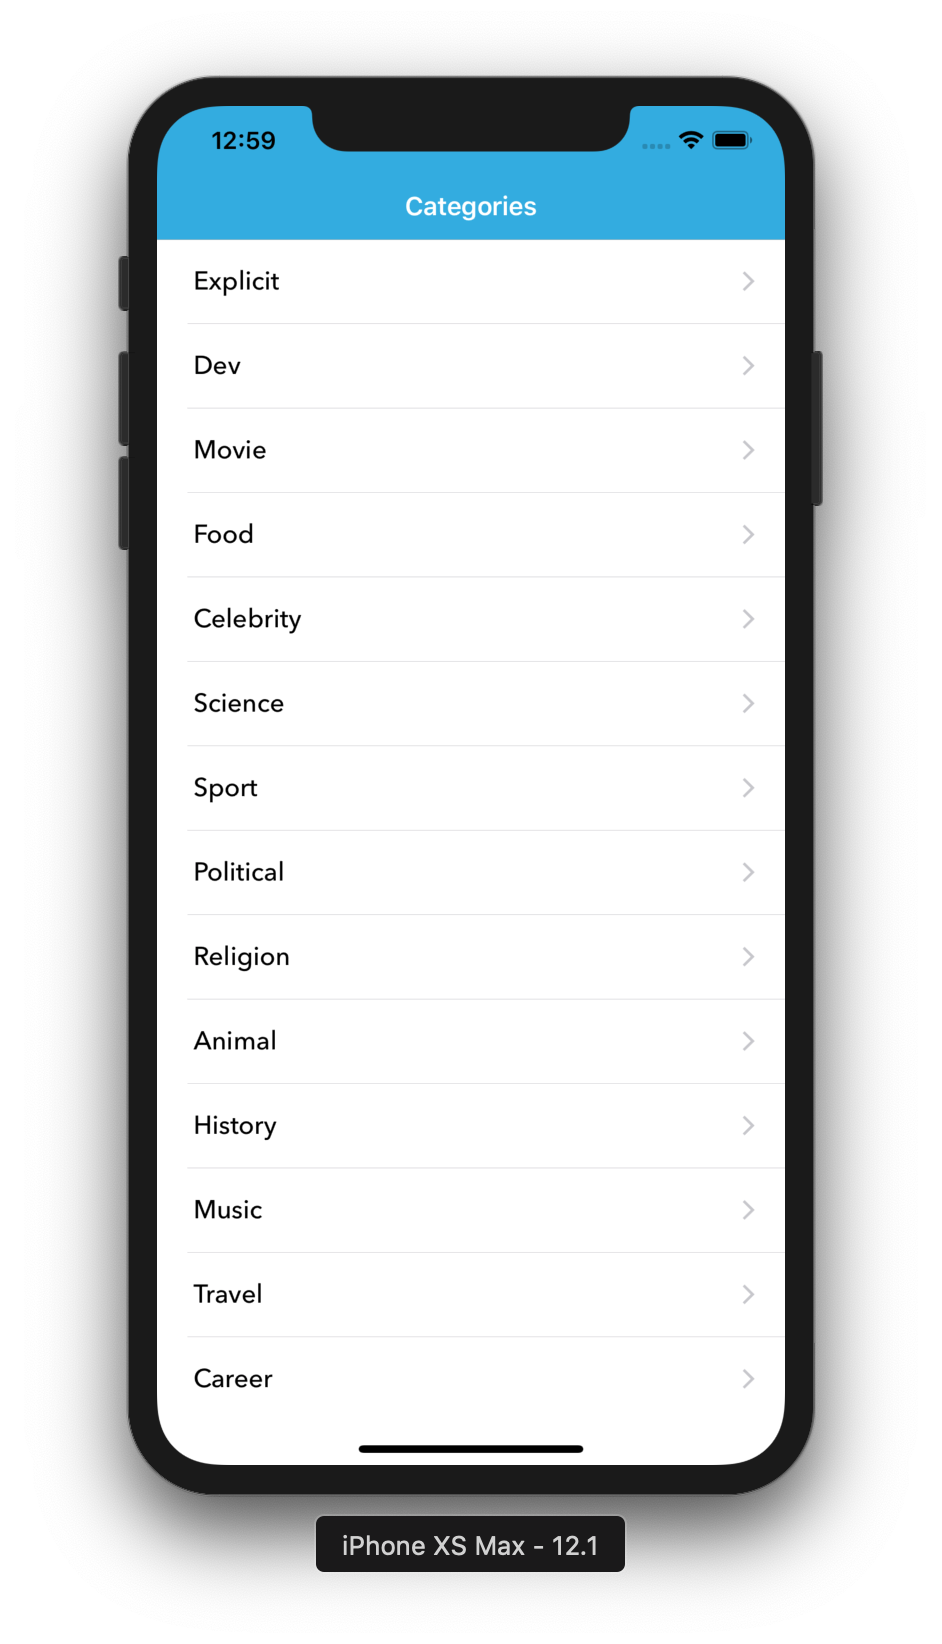 12:59
Categories
Explicit
Dev
Movie
Food
Celebrity
Science
Sport
Political
Religion
Animal
History
Music
Travel
Career
iPhone XS Max - 12.1